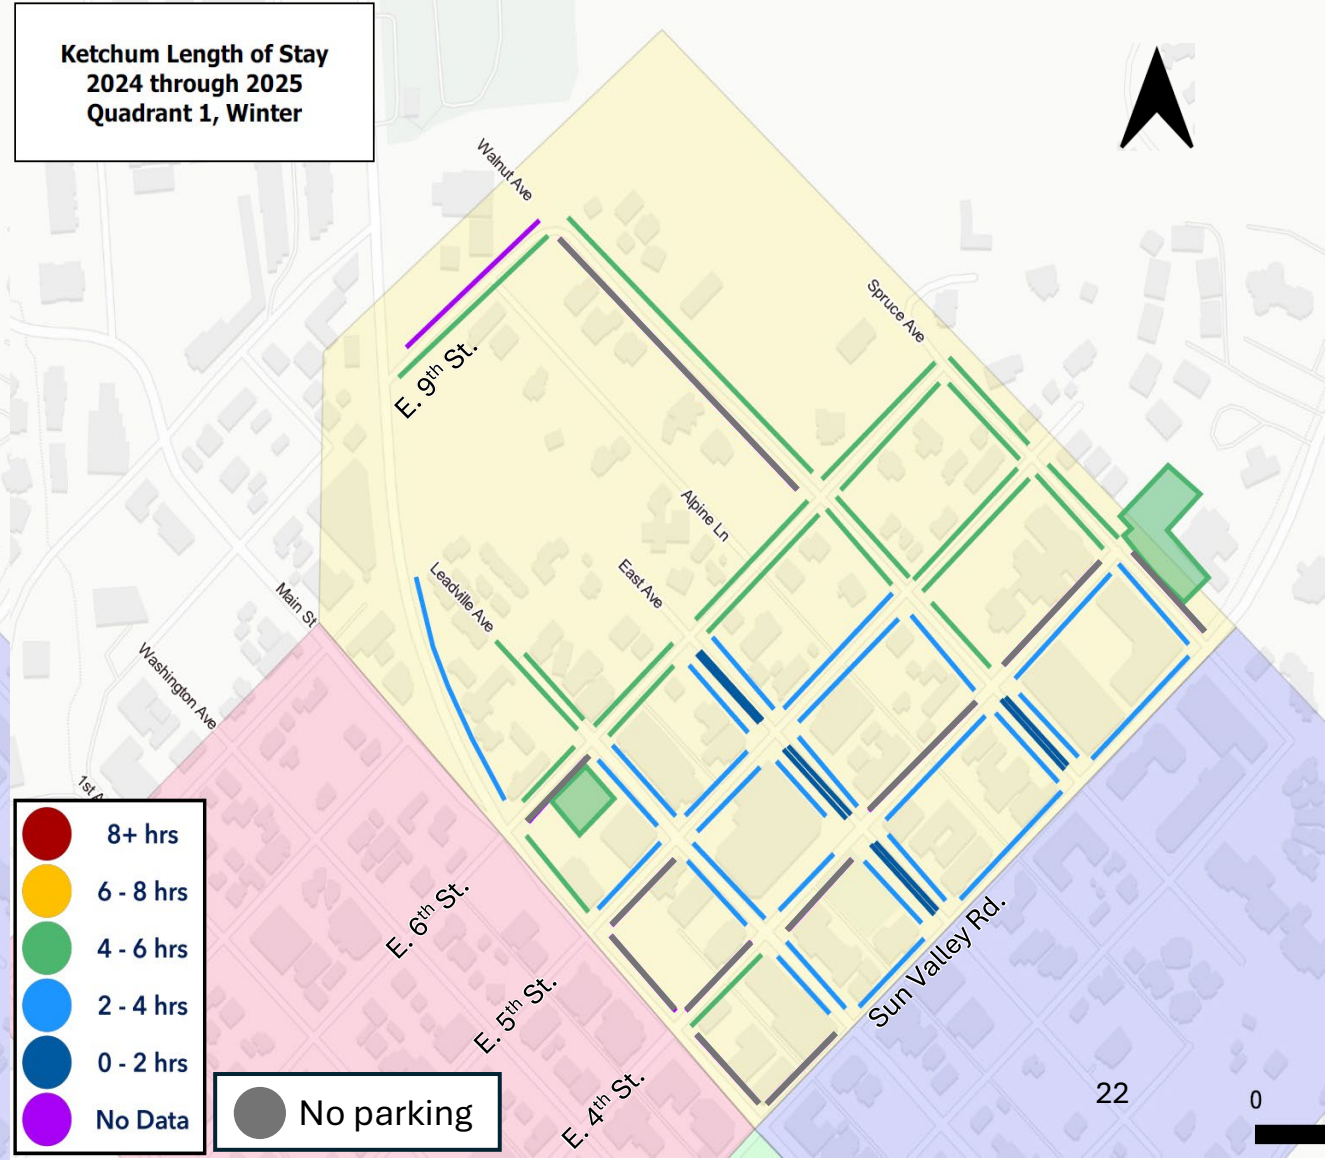 Ketchum Length of Stay
2024 through 2025
Quadrant 1, Winter
Walnut Ave
Spruce Ave
E. 9th St.
Alpine Ln
East Ave
Leadville Ave
Main St
Washington Ave
1st A
8+ hrs
6 - 8 hrs
4 - 6 hrs
2 - 4 hrs
0 - 2 hrs
No Data
No parking
E. 6th St.
E. 5th St.
E. 4th St.
Sun Valley Rd.
22
0